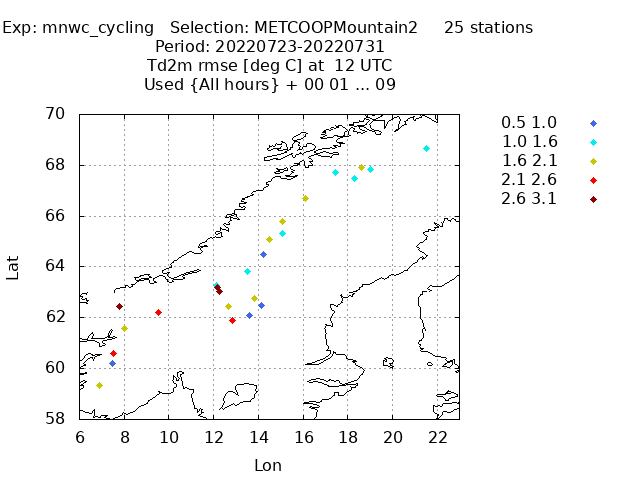 Exp: mnwc_cycling   Selection: METCOOPMountain2     25 stations
Period: 20220723-20220731
Td2m rmse [deg C] at  12 UTC
Used {All hours} + 00 01 ... 09
0.5 1.0
1.0 1.6
1.6 2.1
2.1 2.6
2.6 3.1
70
68
66
64
62
60
58
Lat
6 8 10 12 14 16 18 20 22
Lon